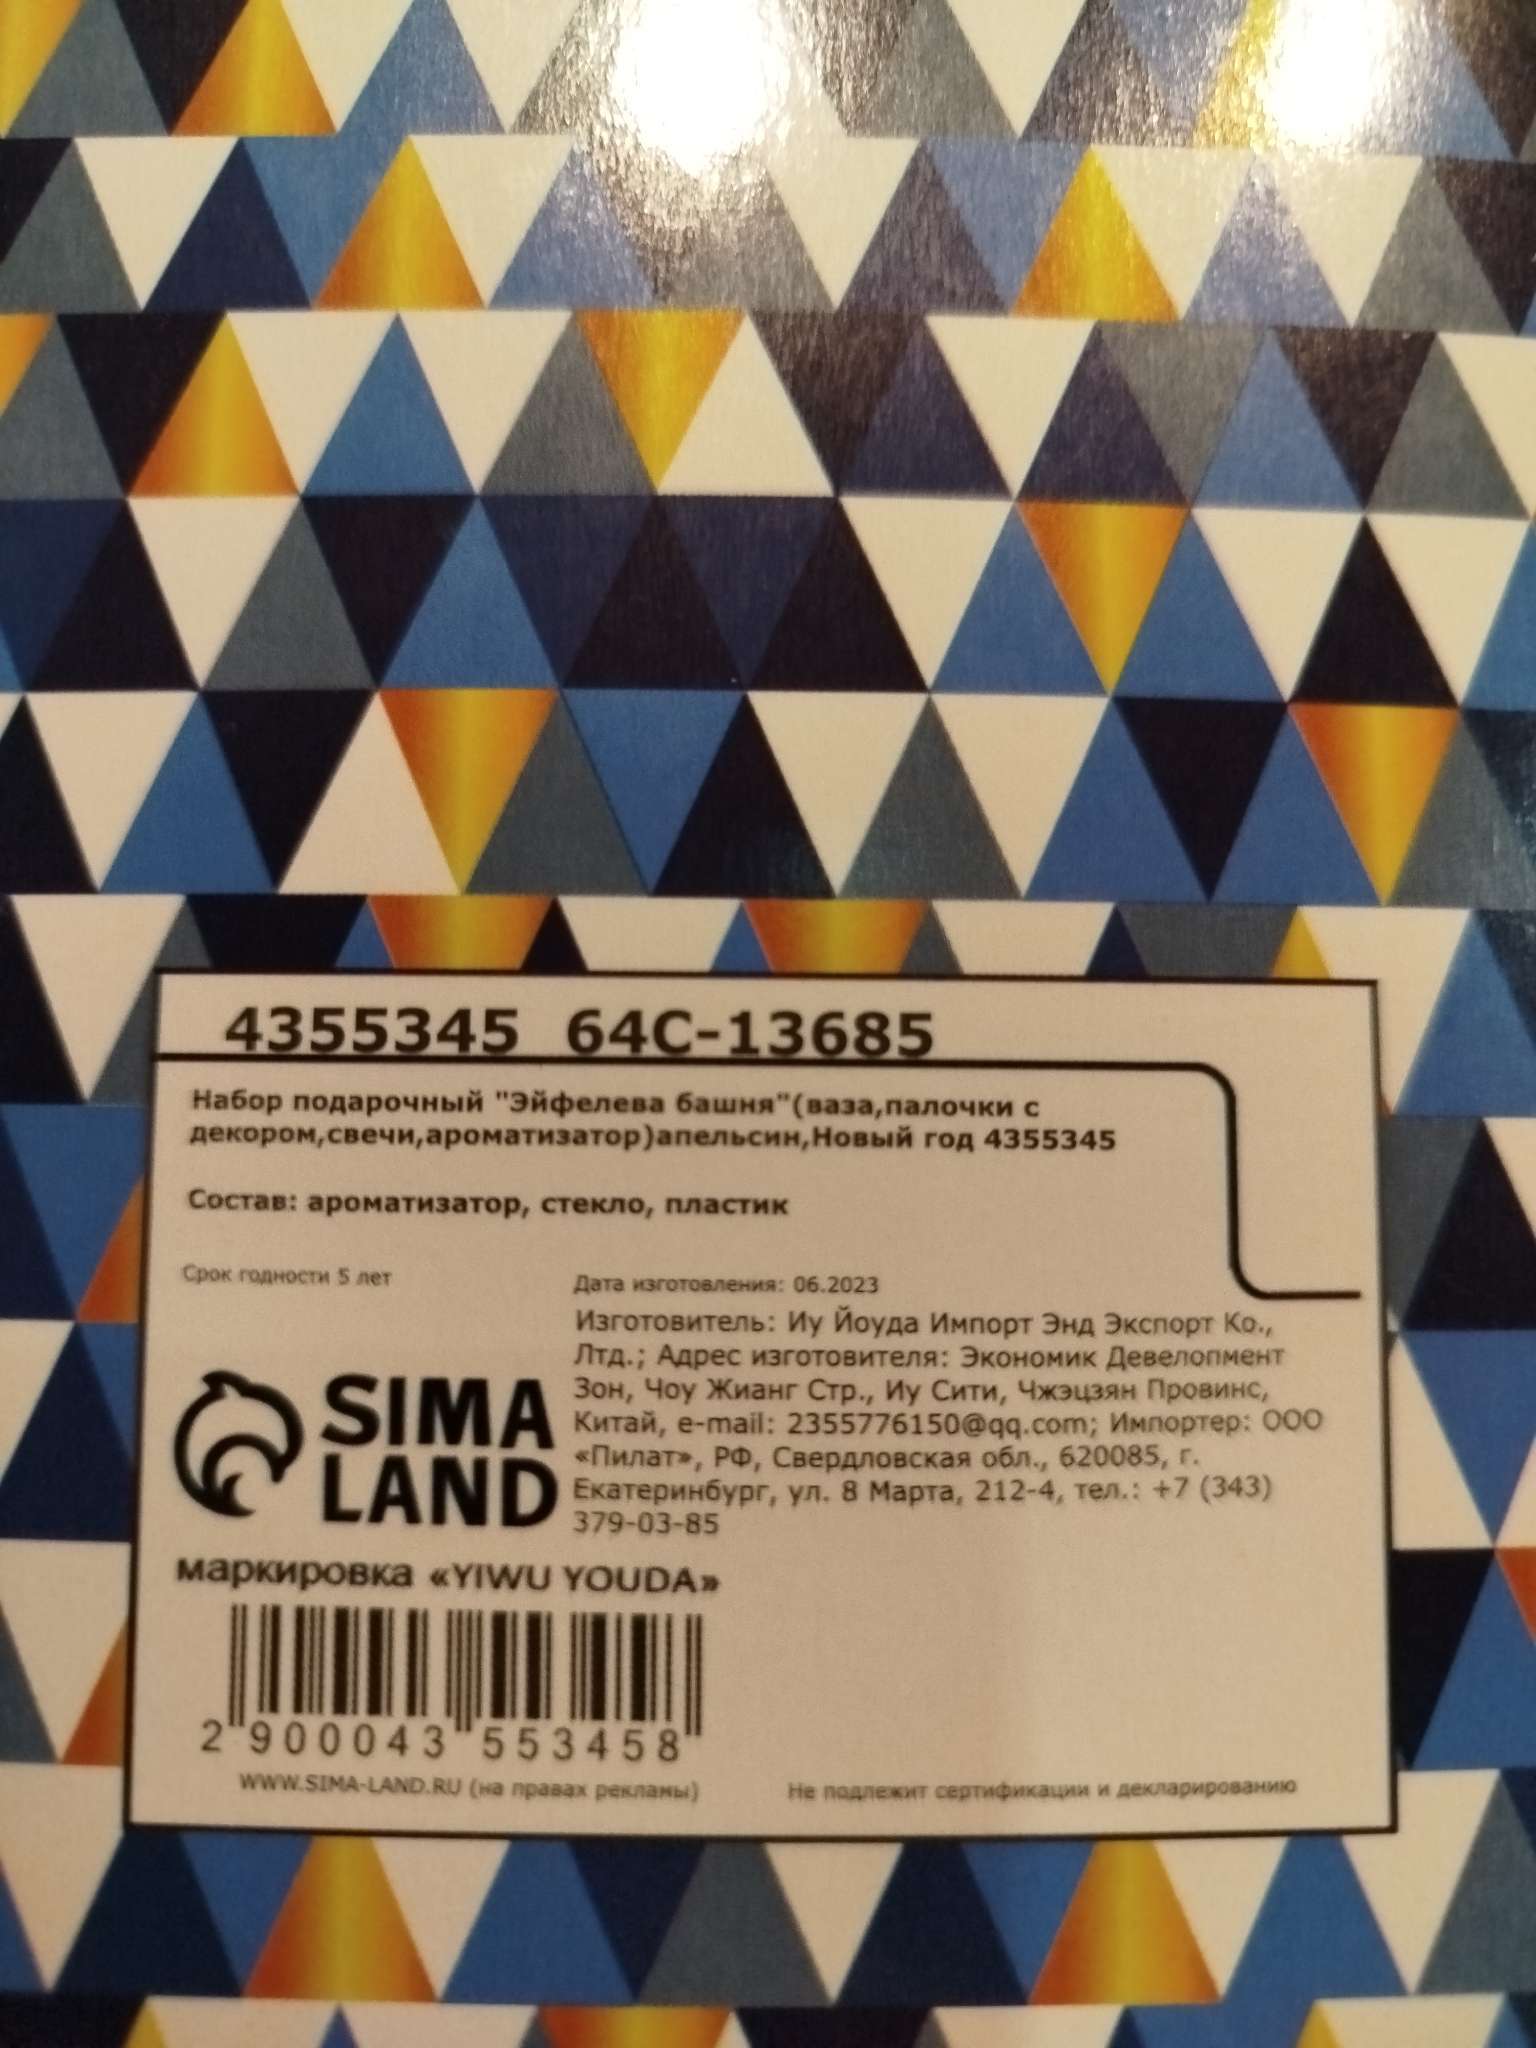 4355345 64С-13685
Набор подарочный "Эйфелева башня"(ваза,палочки с
декором,свечи,ароматизатор)апельсин,Новый год 4355345
Состав: ароматизатор, стекло, пластик
Срок годности 5 лет
Дата изготовления: 06.2023
Изготовитель: Иу Йоуда Импорт Энд Экспорт Ко.,
Лтд.; Адрес изготовителя: Экономик Девелопмент
Зон, Чоу Жианг Стр., Иу Сити, Чжэцзян Провинс,
Китай, e-mail: 2355776150@qq.com; Импортер: ООО
«Пилат», РФ, Свердловская обл., 620085, г.
Екатеринбург, ул. 8 Марта, 212-4, тел.: +7 (343)
379-03-85
SIMA
LAND
маркировка «YIWU YOUDA»
2 900043 553458
WWW.SIMA-LAND.RU (на правах рекламы)
Не подлежит сертификации и декларированию